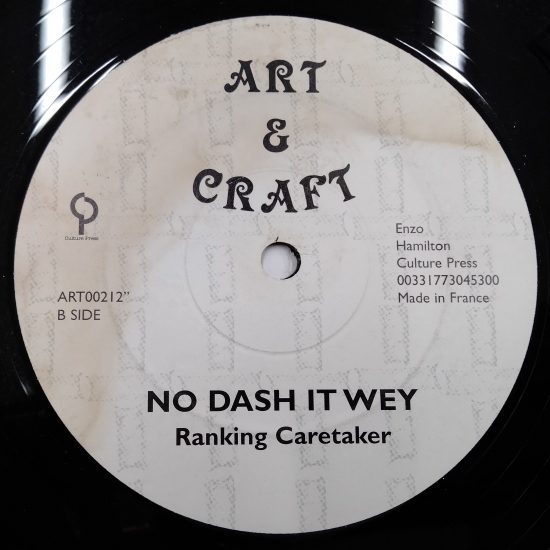 ART
&
CRAFT
Culture Press
ART00212”
B SIDE
Enzo
Hamilton
Culture Press
00331773045300
Made in France
NO DASH IT WEY
Ranking Caretaker